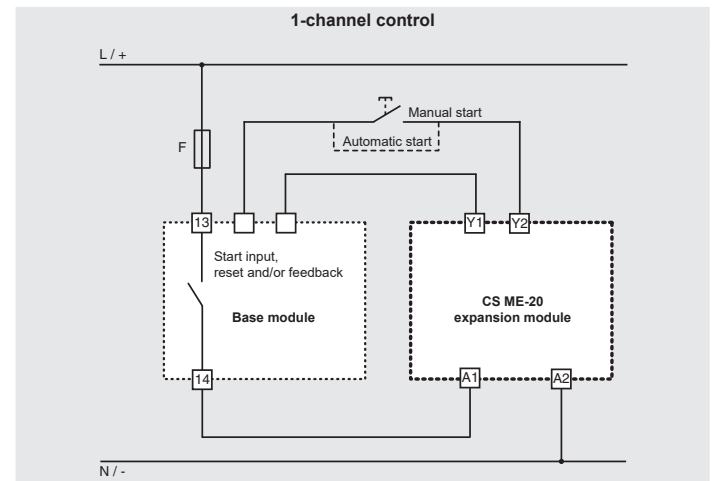 1-channel control
L / +
Manual start
F
Automatic start
13
Y1
Y2
Start input,
reset and/or feedback
Base module
CS ME-20
expansion module
14
A1
A2
N / -